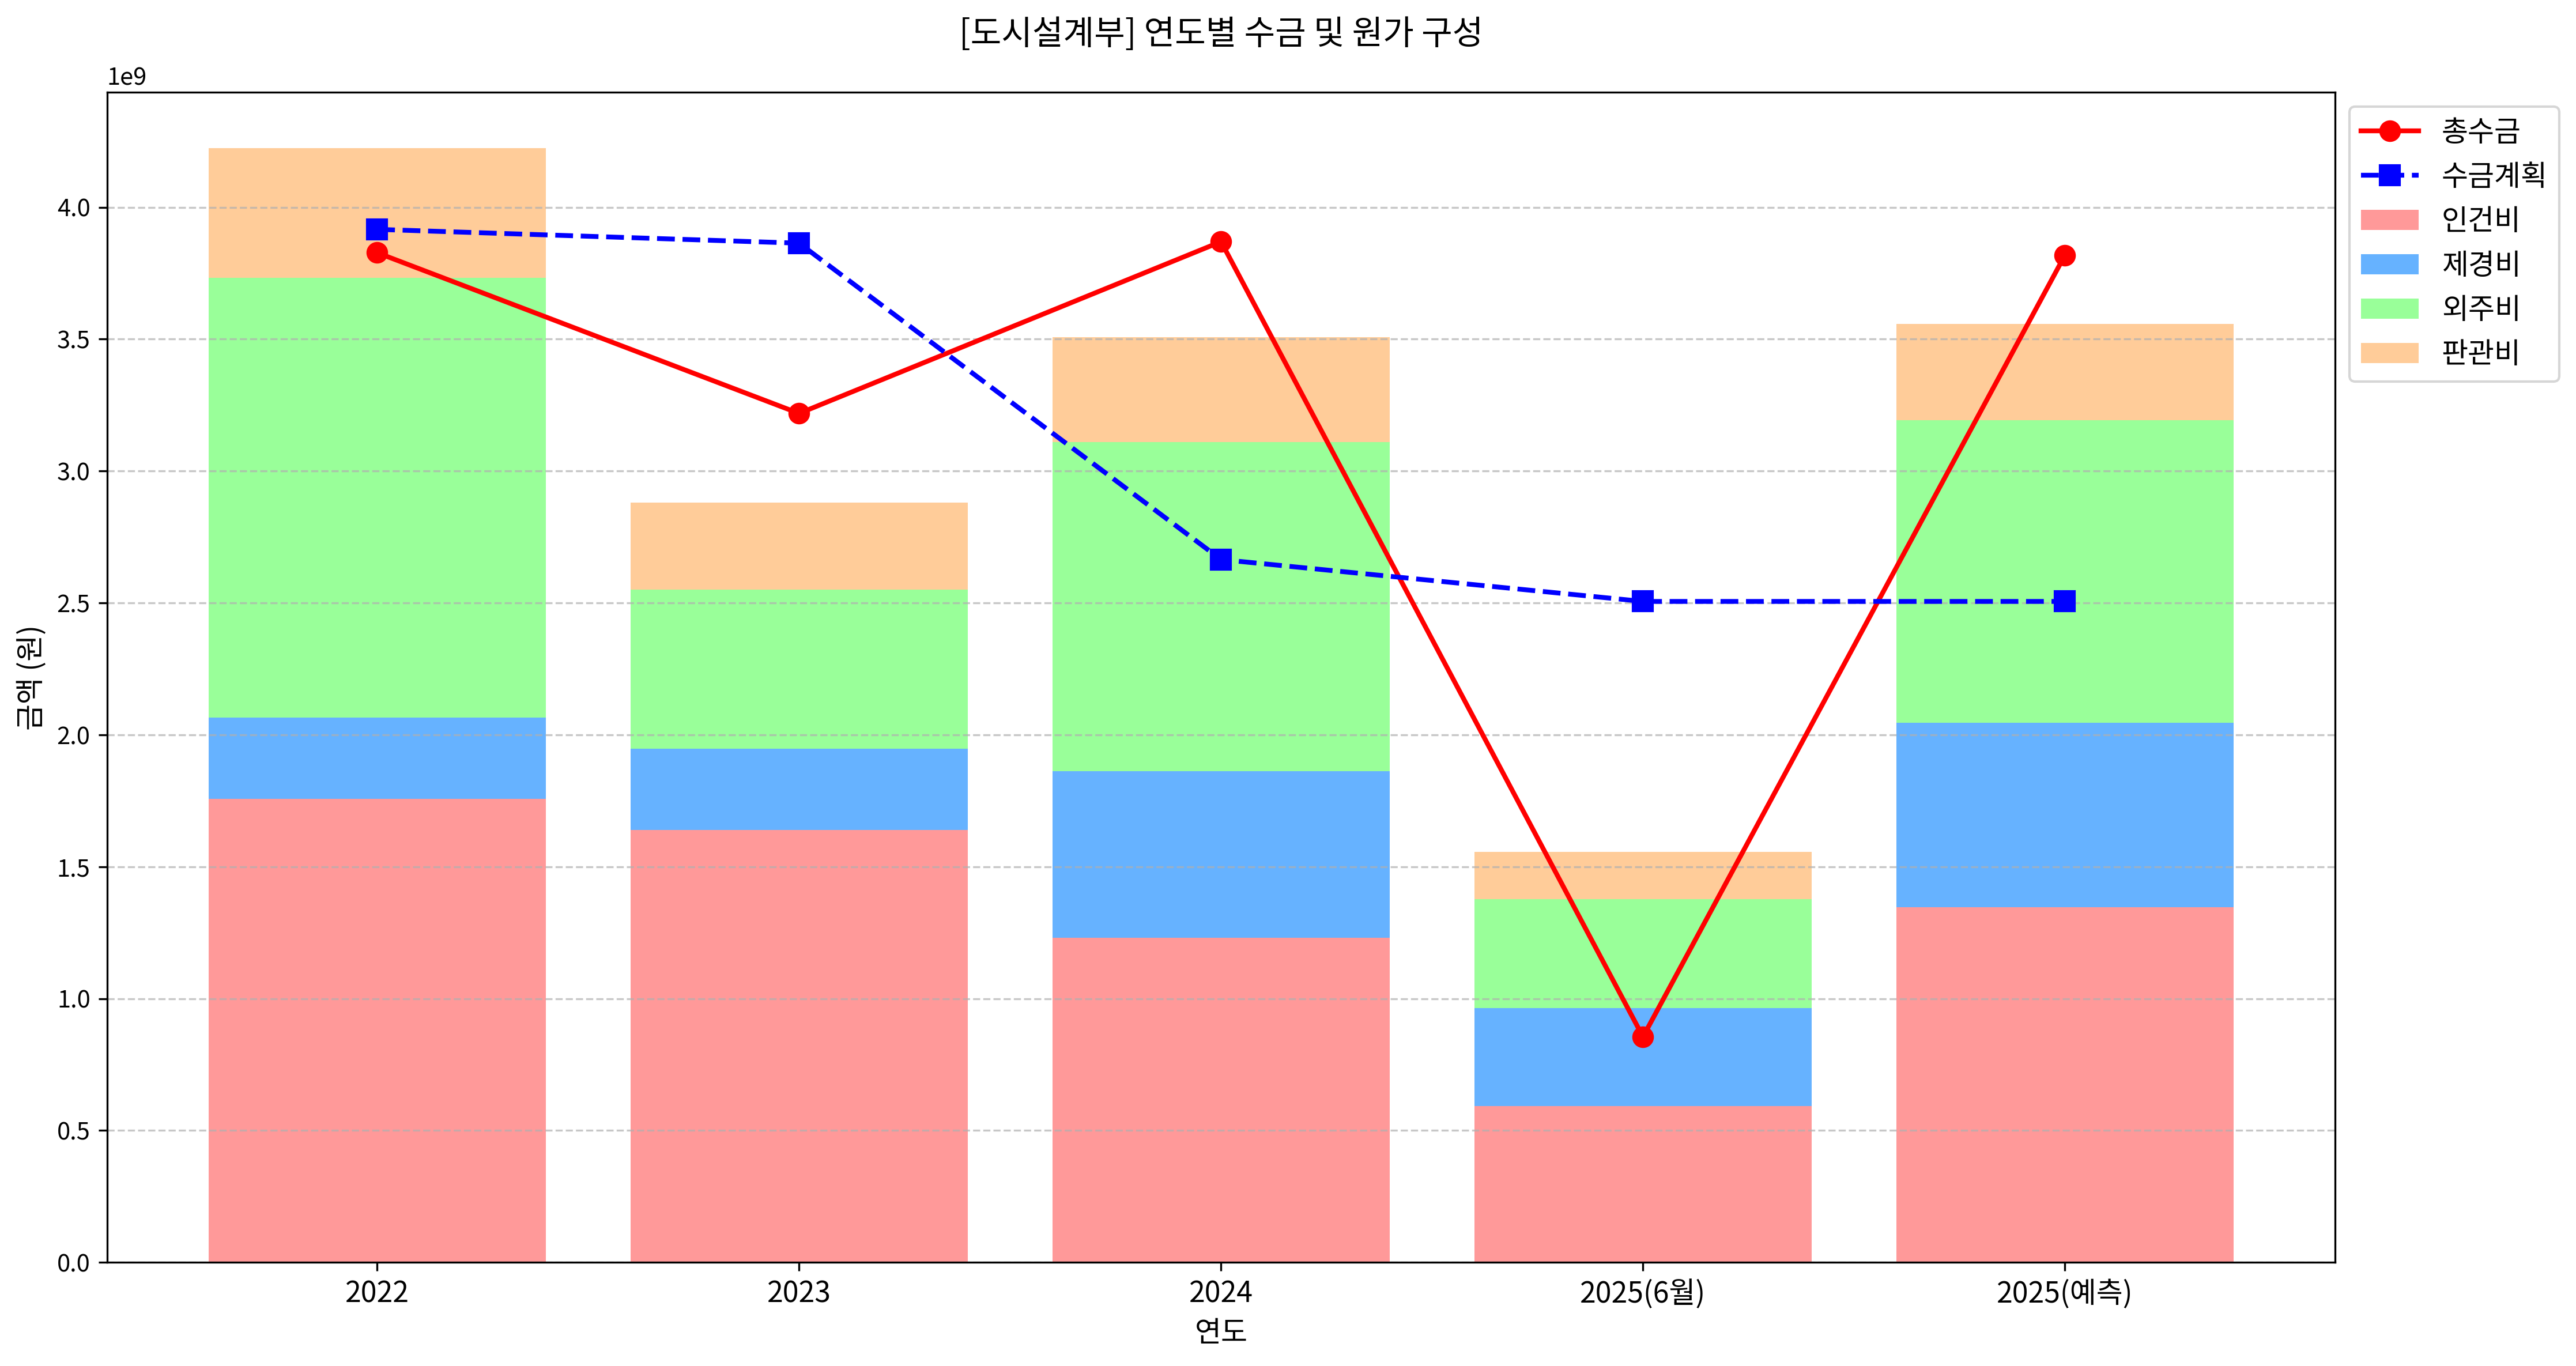 [도시설계부] 연도별 수금 및 원가 구성
1e9
4.0
3.5
3.0
2.5
2.0
1.5
1.0
0.5
0.0
금액 (원)
2022 2023 2024 2025(6월) 2025(예측)
연도
총수금
수금계획
인건비
제경비
외주비
판관비